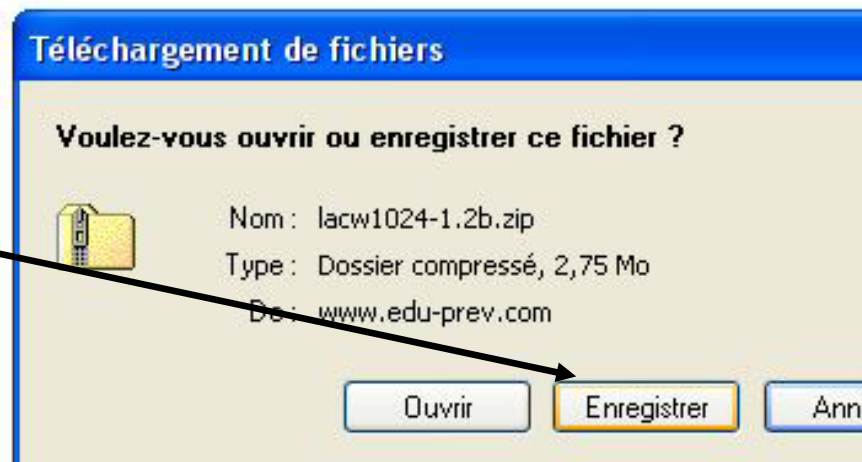 Téléchargement de fichiers
Voulez-vous ouvrir ou enregistrer ce fichier ?
Nom : lacw1024-1.2b.zip
Type : Dossier compressé, 2,75 Mo
De : www.edu-prev.com
Ouvrir Enregistrer Ann